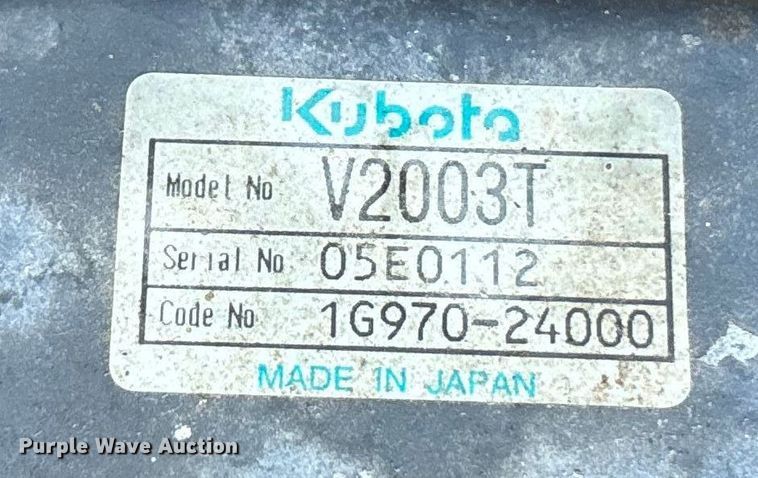 Kubota
Model No V2003T
Serial No 05E0112
Code No 1G970-24000
MADE IN JAPAN
Purple Wave Auction